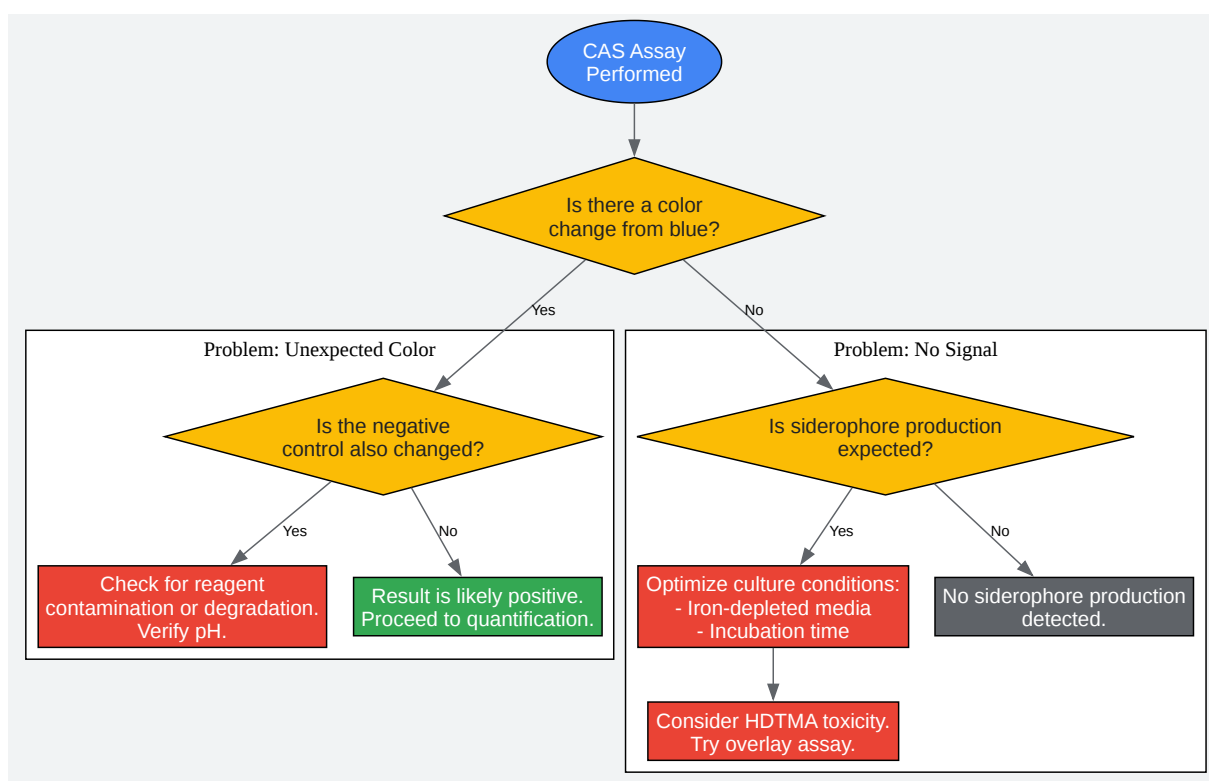 CAS Assay
Performed
Is there a color
change from blue?
Yes
No
Problem: Unexpected Color
Is the negative
control also changed?
Yes
No
Check for reagent
contamination or degradation.
Verify pH.
Result is likely positive.
Proceed to quantification.
Problem: No Signal
Is siderophore production
expected?
Yes
No
Optimize culture conditions:
- Iron-depleted media
- Incubation time
No siderophore production
detected.
Consider HDTMA toxicity.
Try overlay assay.